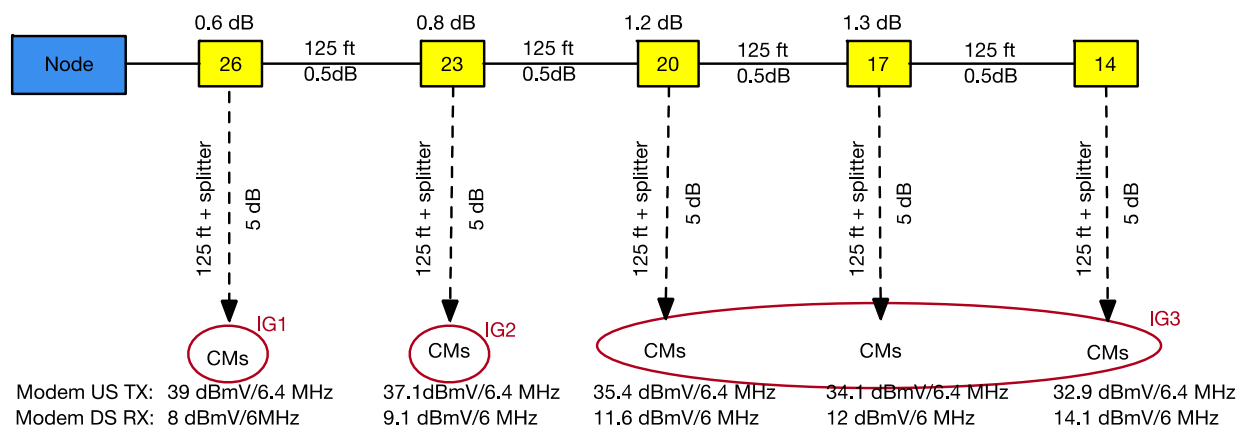 0.6 dB 0.8 dB 1.2 dB 1.3 dB
125 ft 125 ft 125 ft 125 ft
Node 26 23 20 17 14
0.5dB 0.5dB 0.5dB 0.5dB
125 ft + splitter 5 dB 125 ft + splitter 5 dB 125 ft + splitter 5 dB 125 ft + splitter 5 dB 125 ft + splitter 5 dB
IG1 IG2 IG3
CMs CMs CMs CMs CMs
Modem US TX: 39 dBmV/6.4 MHz 37.1dBmV/6.4 MHz 35.4 dBmV/6.4 MHz 34.1 dBmV/6.4 MHz 32.9 dBmV/6.4 MHz
Modem DS RX: 8 dBmV/6MHz 9.1 dBmV/6 MHz 11.6 dBmV/6 MHz 12 dBmV/6 MHz 14.1 dBmV/6 MHz